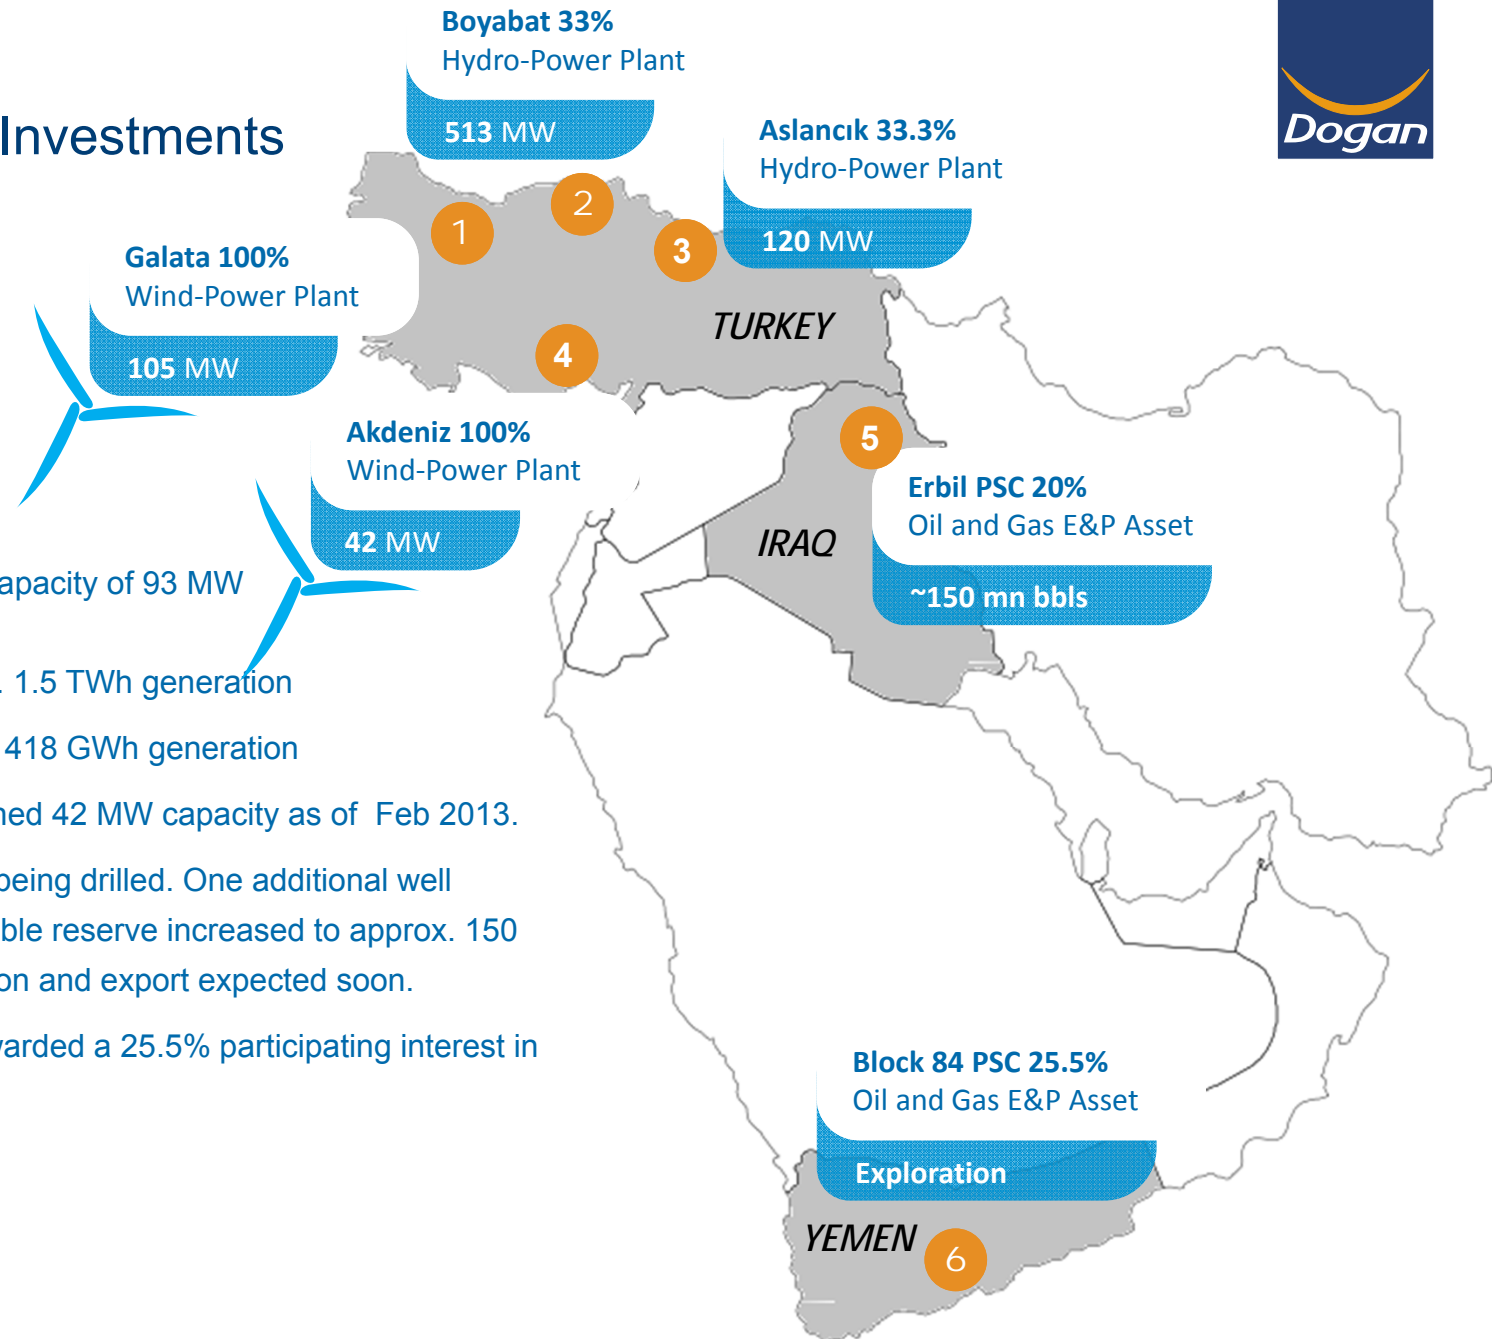 Investments
Dogan
Boyabat 33%
Hydro-Power Plant
513 MW
Aslancık 33.3%
Hydro-Power Plant
120 MW
Galata 100%
Wind-Power Plant
105 MW
Akdeniz 100%
Wind-Power Plant
42 MW
1
2
3
4
TURKEY
5
IRAQ
Erbil PSC 20%
Oil and Gas E&P Asset
~150 mn bbls
apacity of 93 MW
. 1.5 TWh generation
418 GWh generation
ned 42 MW capacity as of Feb 2013.
being drilled. One additional well
ble reserve increased to approx. 150
on and export expected soon.
warded a 25.5% participating interest in
Block 84 PSC 25.5%
Oil and Gas E&P Asset
Exploration
YEMEN
6